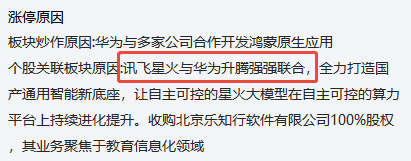 涨停原因
板块炒作原因:华为与多家公司合作开发鸿蒙原生应用
个股关联板块原因:讯飞星火与华为升腾强强联合，全力打造国
产通用智能新底座，让自主可控的星火大模型在自主可控的算力
平台上持续进化提升。收购北京乐知行软件有限公司100%股权
，其业务聚焦于教育信息化领域